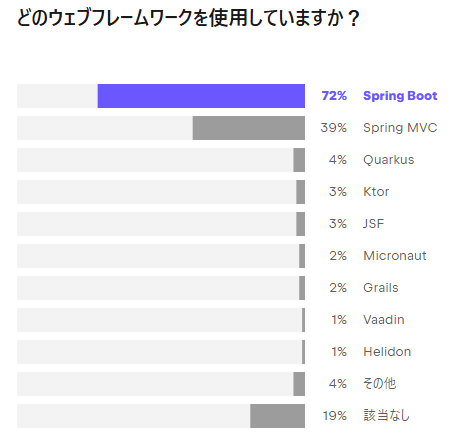 どのウェブフレームワークを使用していますか？
72% Spring Boot
39% Spring MVC
4% Quarkus
3% Ktor
3% JSF
2% Micronaut
2% Grails
1% Vaadin
1% Helidon
4% その他
19% 該当なし